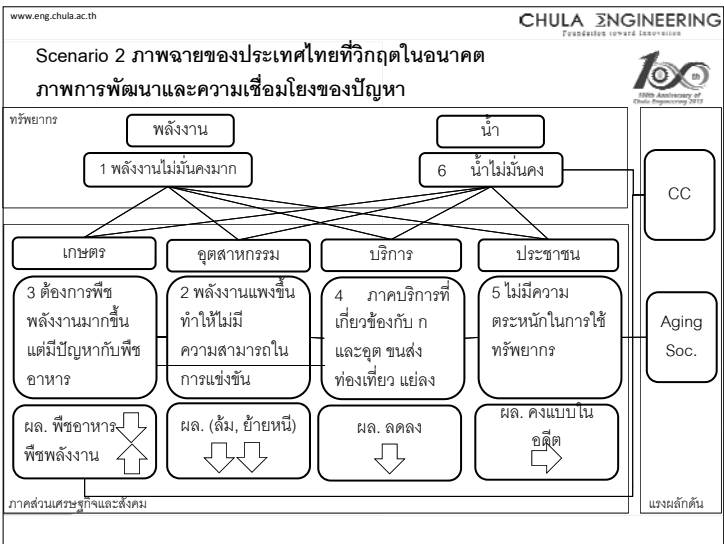 www.eng.chula.ac.th
CHULA ƎNGINEERING
Foundation toward Innovation
Scenario 2 ภาพฉายของประเทศไทยที่วิกฤตในอนาคต
ภาพการพัฒนาและความเชื่อมโยงของปัญหา
100
th
100th Anniversary of
Chula Engineering 2013
ทรัพยากร
พลังงาน
น้ำ
1 พลังงานไม่มั่นคงมาก
6 น้ำไม่มั่นคง
CC
เกษตร
อุตสาหกรรม
บริการ
ประชาชน
3 ต้องการพืช
พลังงานมากขึ้น
แต่มีปัญหากับพืช
อาหาร
2 พลังงานแพงขึ้น
ทำให้ไม่มี
ความสามารถใน
การแข่งขัน
4 ภาคบริการที่
เกี่ยวข้องกับ ก
และอุต ขนส่ง
ท่องเที่ยว แย่ลง
5 ไม่มีความ
ตระหนักในการใช้
ทรัพยากร
Aging
Soc.
ผล. พืชอาหาร
พืชพลังงาน
ผล. (ล้ม, ย้ายหนี)
ผล. ลดลง
ผล. คงแบบใน
อดีต
ภาคส่วนเศรษฐกิจและสังคม
แรงผลักดัน